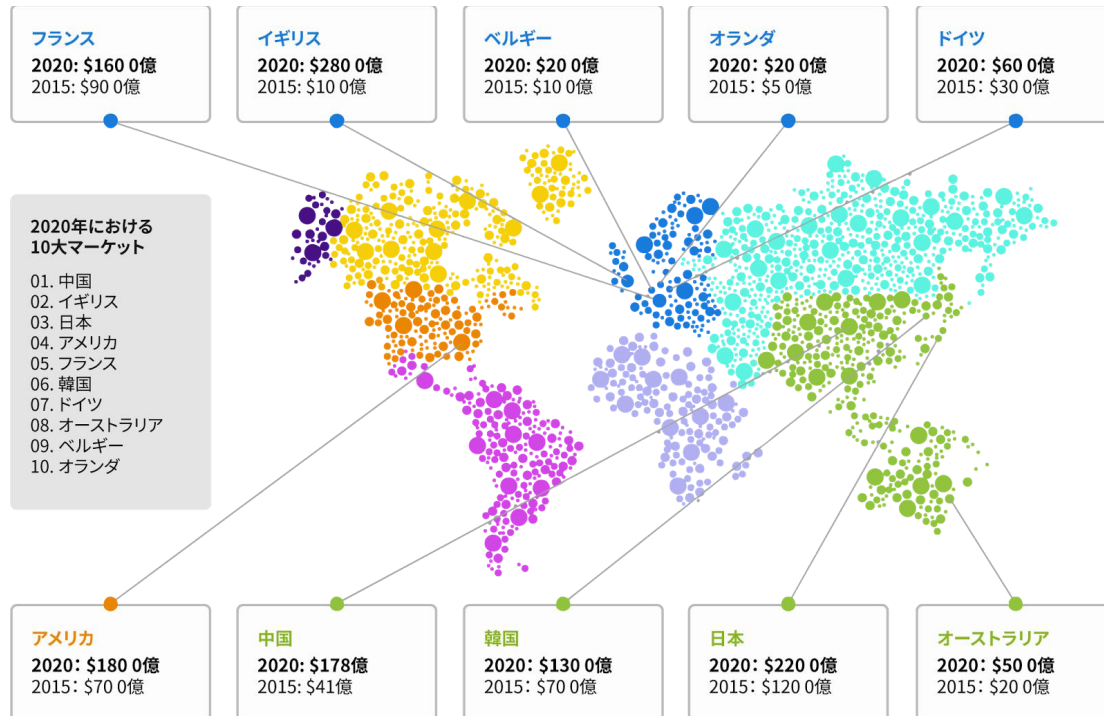 フランス
2020: $160 0億
2015: $90 0億
イギリス
2020: $280 0億
2015: $10 0億
ベルギー
2020: $20 0億
2015: $10 0億
オランダ
2020: $20 0億
2015: $5 0億
ドイツ
2020: $60 0億
2015: $30 0億
2020年における
10大マーケット
01. 中国
02. イギリス
03. 日本
04. アメリカ
05. フランス
06. 韓国
07. ドイツ
08. オーストラリア
09. ベルギー
10. オランダ
アメリカ
2020: $180 0億
2015: $70 0億
中国
2020: $178億
2015: $41億
韓国
2020: $130 0億
2015: $70 0億
日本
2020: $220 0億
2015: $120 0億
オーストラリア
2020: $50 0億
2015: $20 0億